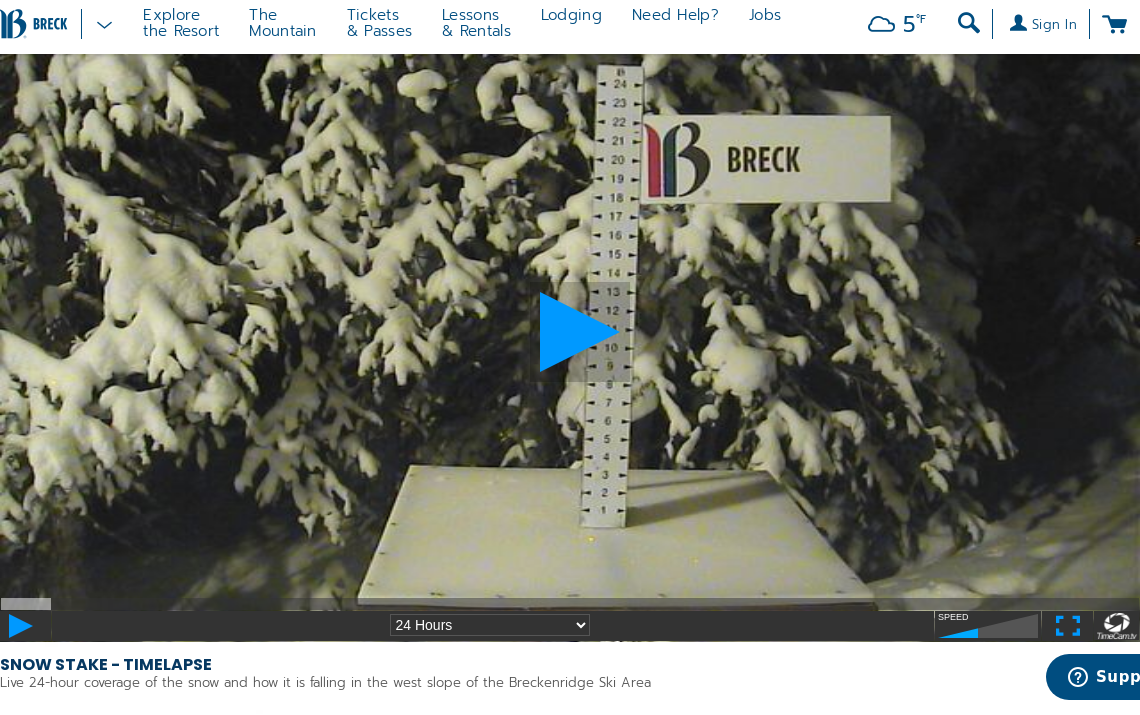 BRECK
Explore
the Resort
The
Mountain
Tickets
& Passes
Lessons
& Rentals
Lodging
Need Help?
Jobs
5°F
Sign In
24
23
22
21
20
19
18
17
16
15
14
13
12
11
10
9
8
7
6
5
4
3
2
1
B BRECK
24 Hours
SPEED
TimeCam.tv
SNOW STAKE - TIMELAPSE
Live 24-hour coverage of the snow and how it is falling in the west slope of the Breckenridge Ski Area
Supp